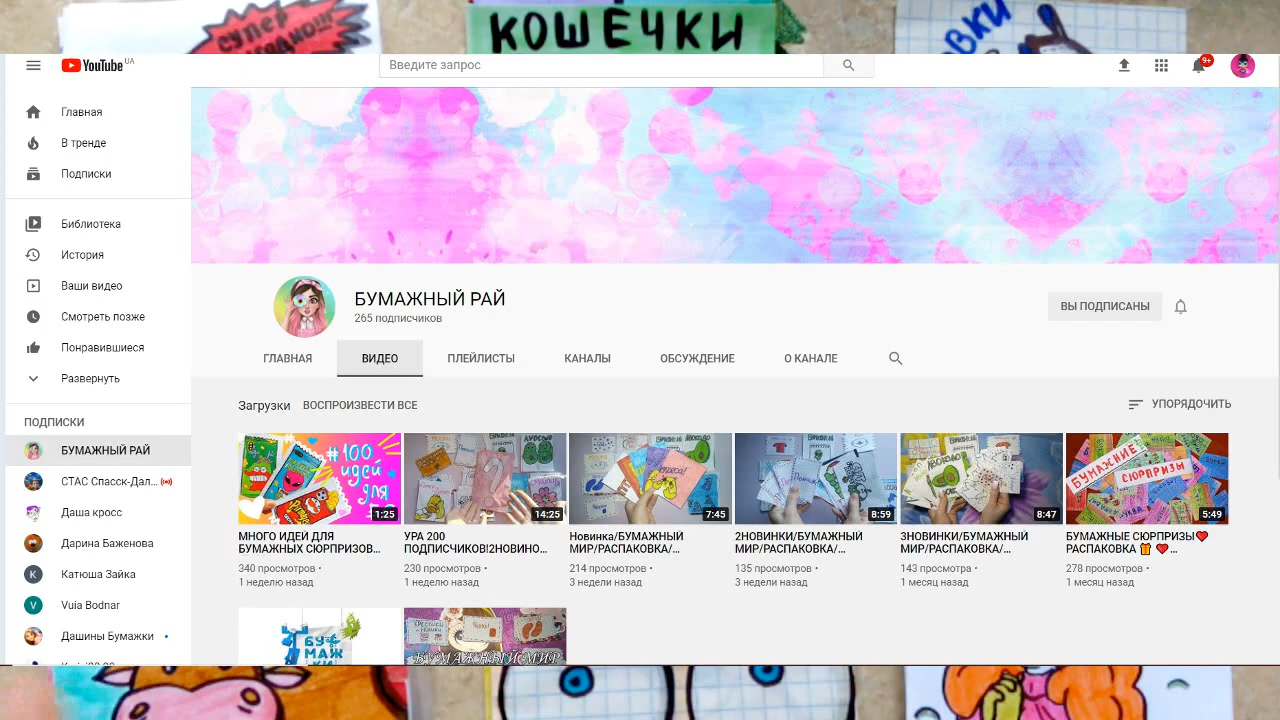 СУПЕР
КОШЕЧКИ
ОВКИ
YouTube UA
Введите запрос
9+
Главная
В тренде
Подписки
Библиотека
История
Ваши видео
Смотреть позже
Понравившиеся
Развернуть
ПОДПИСКИ
БУМАЖНЫЙ РАЙ
СТАС Спасск-Дал...
Даша кросс
Дарина Баженова
K Катюша Зайка
V Vuia Bodnar
Дашины Бумажки
БУМАЖНЫЙ РАЙ
265 подписчиков
ВЫ ПОДПИСАНЫ
ГЛАВНАЯ ВИДЕО ПЛЕЙЛИСТЫ КАНАЛЫ ОБСУЖДЕНИЕ О КАНАЛЕ
Загрузки ВОСПРОИЗВЕСТИ ВСЕ
УПОРЯДОЧИТЬ
#100
идей
для
1:25
МНОГО ИДЕЙ ДЛЯ
БУМАЖНЫХ СЮРПРИЗОВ...
340 просмотров •
1 неделю назад
14:25
УРА 200
ПОДПИСЧИКОВ!2НОВИНО...
230 просмотров •
1 неделю назад
7:45
Новинка/БУМАЖНЫЙ
МИР/РАСПАКОВКА/...
214 просмотров •
3 недели назад
8:59
2НОВИНКИ/БУМАЖНЫЙ
МИР/РАСПАКОВКА/...
135 просмотров •
3 недели назад
8:47
3НОВИНКИ/БУМАЖНЫЙ
МИР/РАСПАКОВКА/...
143 просмотра •
1 месяц назад
БУМАЖНЫЕ
СЮРПРИЗЫ
5:49
БУМАЖНЫЕ СЮРПРИЗЫ❤
РАСПАКОВКА 🎁 ❤...
278 просмотров •
1 месяц назад
БУ
МАЖ
КИ
БУМАЖНЫЙ МИР